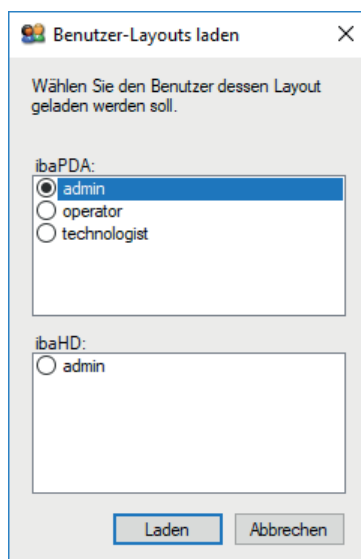 Benutzer-Layouts laden
Wählen Sie den Benutzer dessen Layout
geladen werden soll.
ibaPDA:
admin
operator
technologist
ibaHD:
admin
Laden Abbrechen